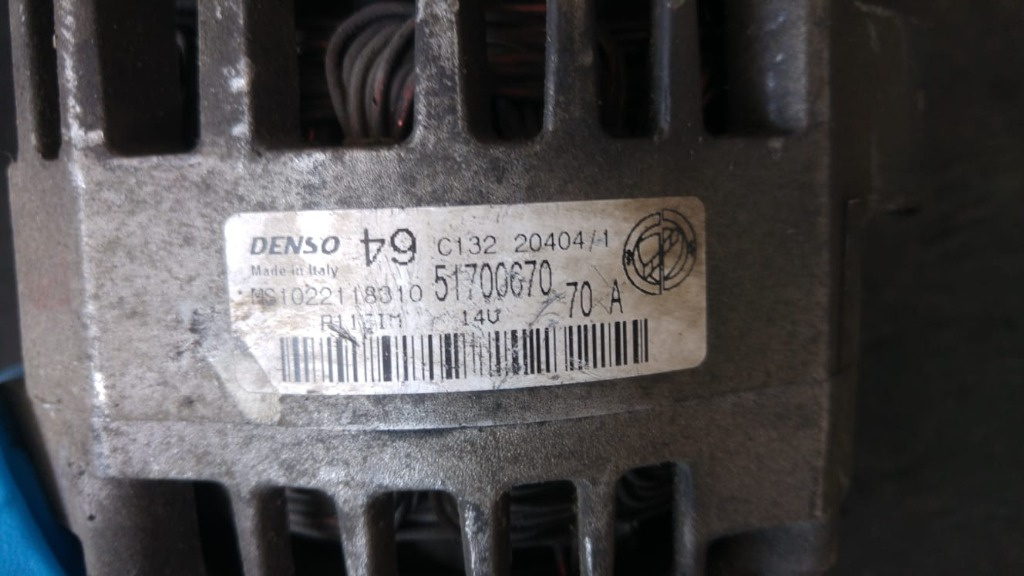 DENSO 64 C132 20404/1
Made in Italy
MS1022118310 51700670 70 A
14V